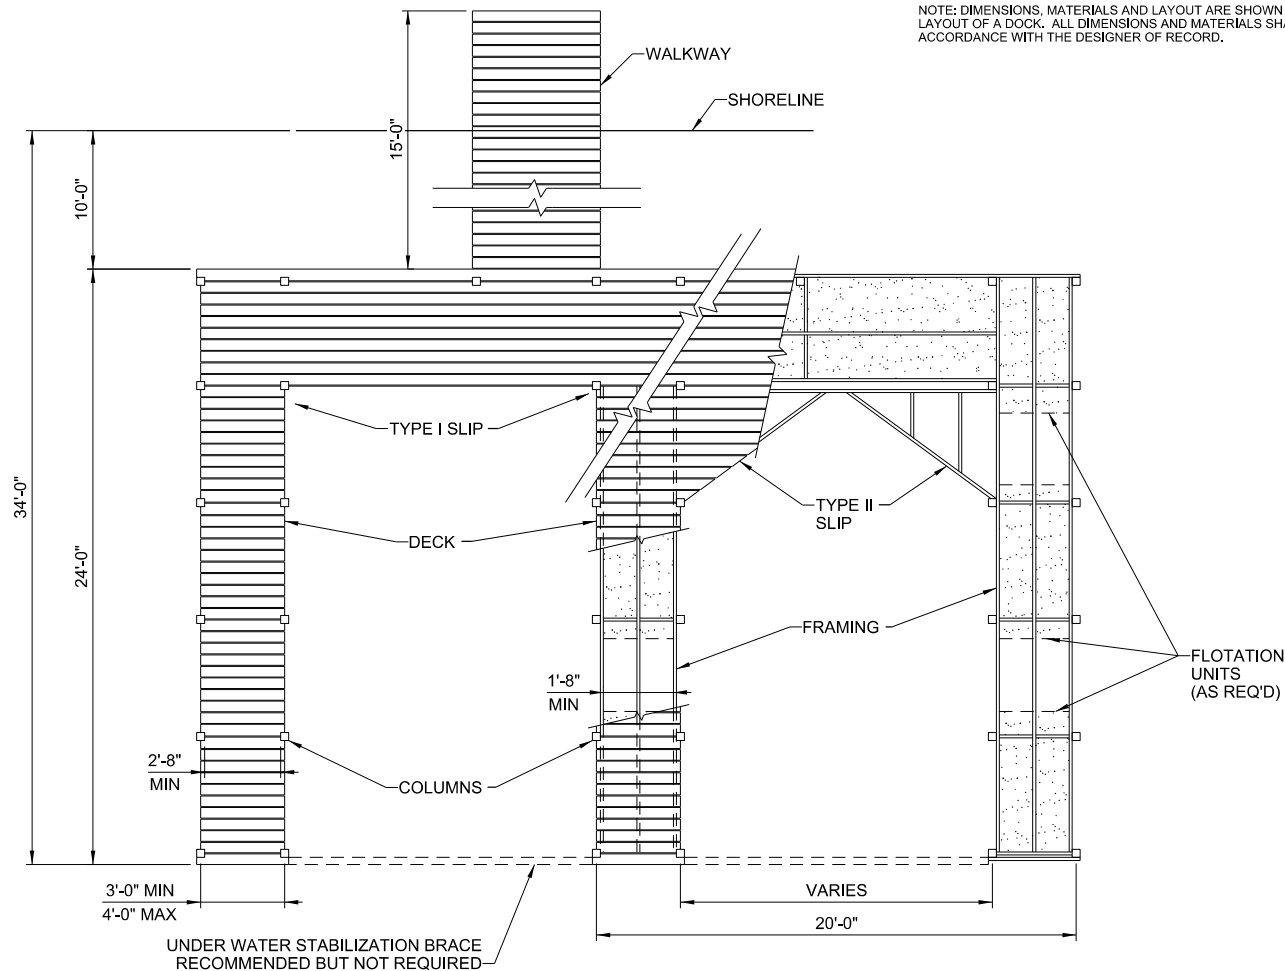 NOTE: DIMENSIONS, MATERIALS AND LAYOUT ARE SHOWN
LAYOUT OF A DOCK. ALL DIMENSIONS AND MATERIALS
ACCORDANCE WITH THE DESIGNER OF RECORD.
WALKWAY
SHORELINE
15'-0"
10'-0"
34'-0"
24'-0"
TYPE I SLIP
TYPE II
SLIP
DECK
FRAMING
FLOTATION
UNITS
(AS REQ'D)
1'-8"
MIN
2'-8"
MIN
COLUMNS
3'-0" MIN
4'-0" MAX
VARIES
20'-0"
UNDER WATER STABILIZATION BRACE
RECOMMENDED BUT NOT REQUIRED